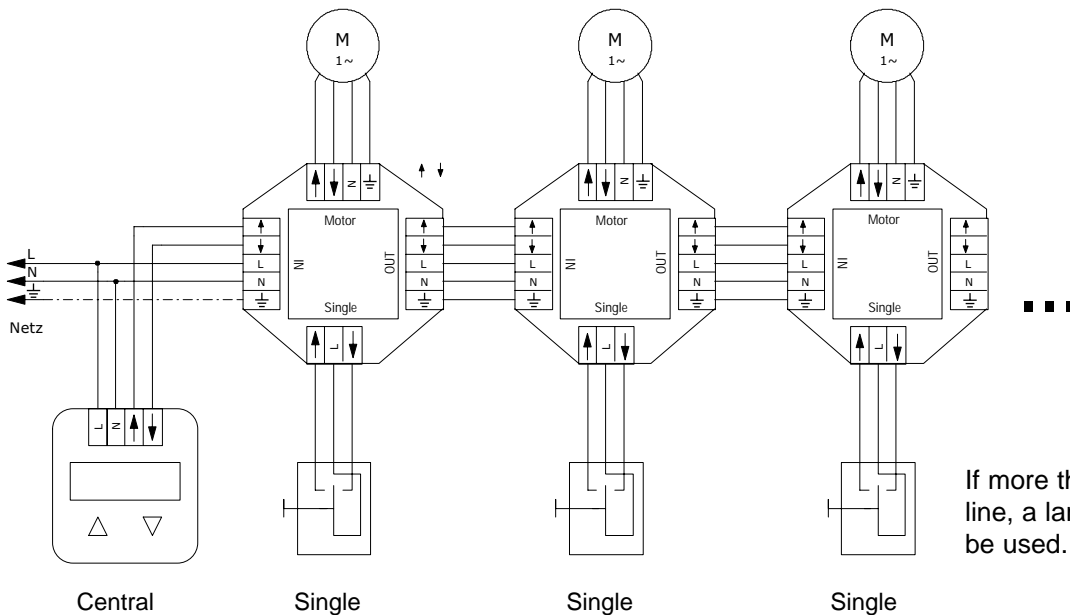 M
1~
M
1~
M
1~
N
N
N
Motor
Motor
Motor
IN
OUT
IN
OUT
IN
OUT
L
L
L
L
L
L
N
N
N
N
N
N
Single
Single
Single
L
N
Netz
L
L
L
L
N
If more th
line, a lar
be used.
Central
Single
Single
Single